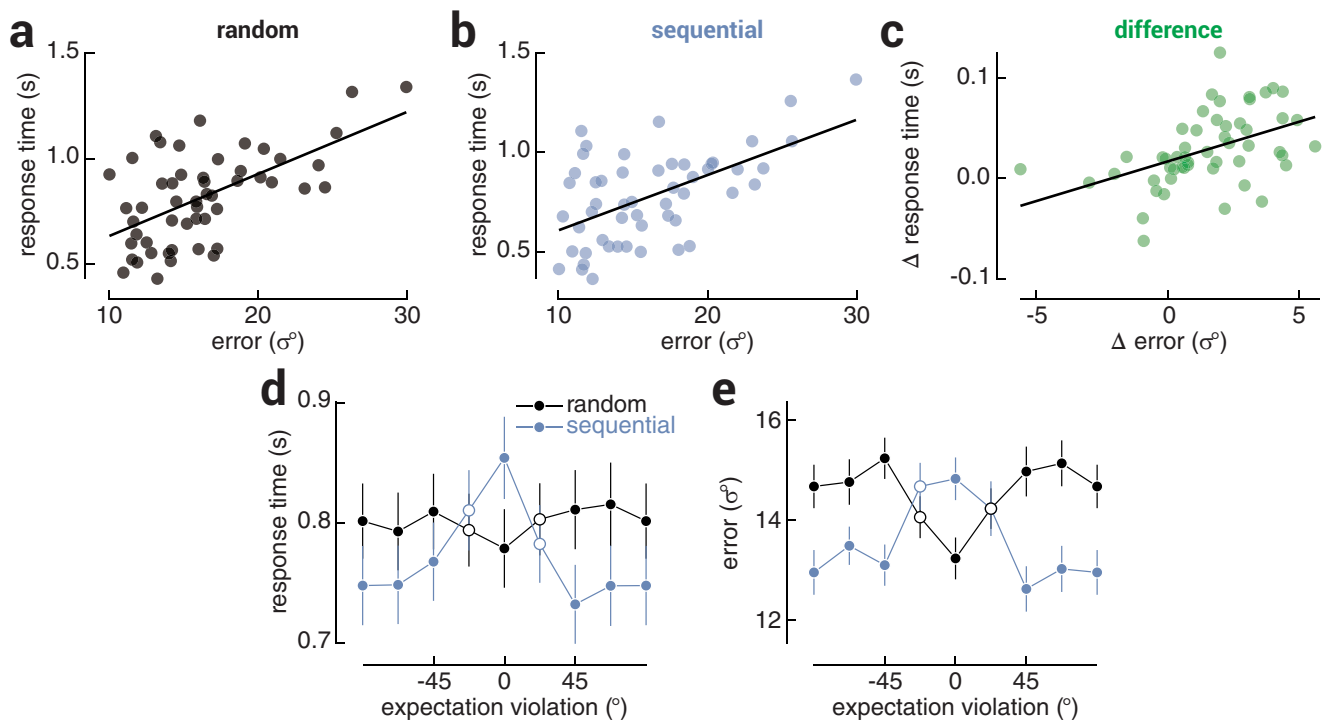 a
random
response time (s)
1.5
1.0
0.5
10
20
30
error (σ°)
b
sequential
response time (s)
1.5
1.0
0.5
10
20
30
error (σ°)
c
difference
Δ response time (s)
0.1
0.0
-0.1
-5
0
5
Δ error (σ°)
d
response time (s)
0.9
0.8
0.7
random
sequential
-45
0
45
expectation violation (°)
e
error (σ°)
16
14
12
-45
0
45
expectation violation (°)